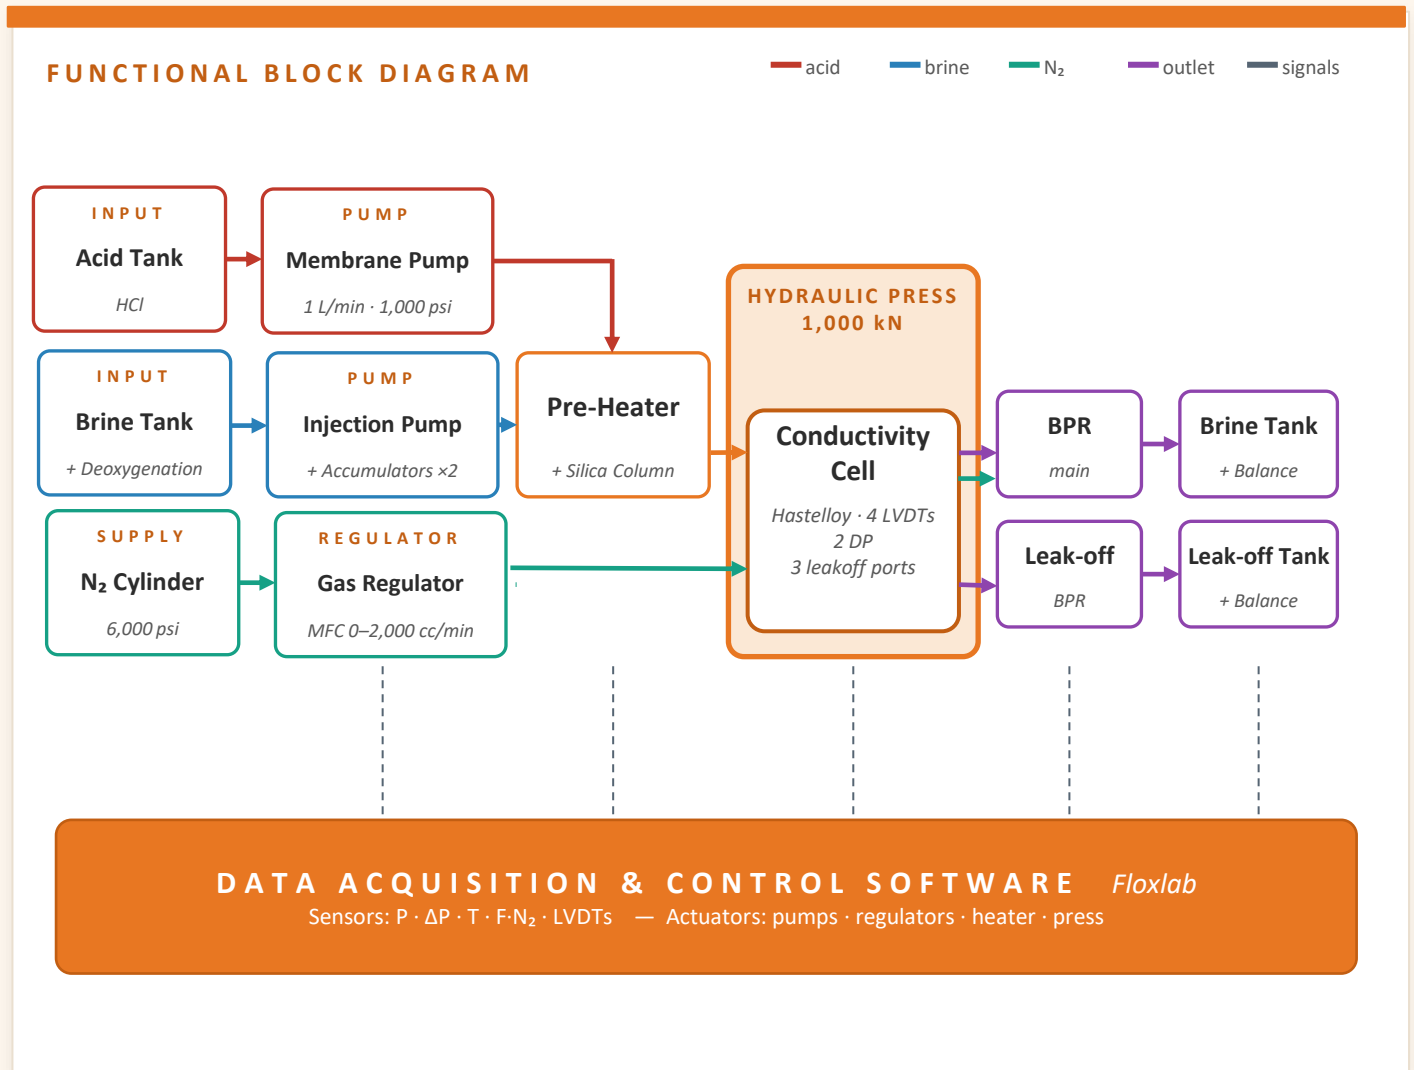 FUNCTIONAL BLOCK DIAGRAM
acid
brine
N₂
outlet
signals
INPUT
Acid Tank
HCl
PUMP
Membrane Pump
1 L/min · 1,000 psi
INPUT
Brine Tank
+ Deoxygenation
PUMP
Injection Pump
+ Accumulators ×2
Pre-Heater
+ Silica Column
SUPPLY
N₂ Cylinder
6,000 psi
REGULATOR
Gas Regulator
MFC 0–2,000 cc/min
HYDRAULIC PRESS
1,000 kN
Conductivity
Cell
Hastelloy · 4 LVDTs
2 DP
3 leakoff ports
BPR
main
Brine Tank
+ Balance
Leak-off
BPR
Leak-off Tank
+ Balance
DATA ACQUISITION & CONTROL SOFTWARE Floxlab
Sensors: P · ΔP · T · F·N₂ · LVDTs — Actuators: pumps · regulators · heater · press